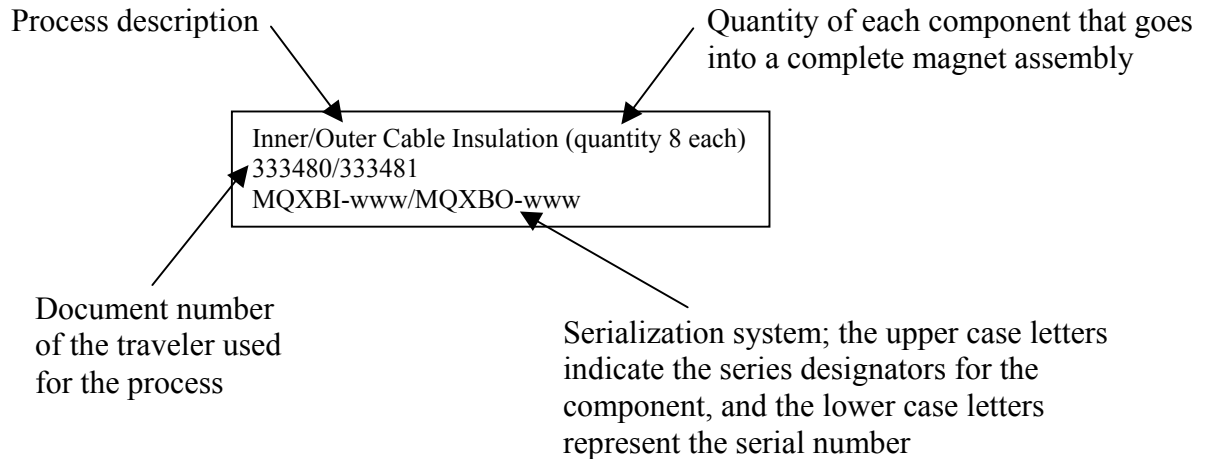 Process description
Quantity of each component that goes
into a complete magnet assembly
Inner/Outer Cable Insulation (quantity 8 each)
333480/333481
MQXBI-www/MQXBO-www
Document number
of the traveler used
for the process
Serialization system; the upper case letters
indicate the series designators for the
component, and the lower case letters
represent the serial number